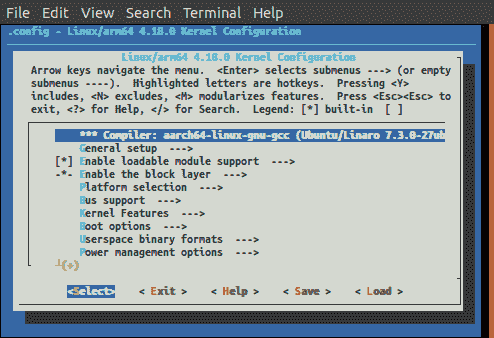 File Edit View Search Terminal Help
.config - Linux/arm64 4.18.0 Kernel Configuration
Linux/arm64 4.18.0 Kernel Configuration
Arrow keys navigate the menu. <Enter> selects submenus ---> (or empty
submenus ----). Highlighted letters are hotkeys. Pressing <Y>
includes, <N> excludes, <M> modularizes features. Press <Esc><Esc> to
exit, <?> for Help, </> for Search. Legend: [*] built-in [ ]
*** Compiler: aarch64-linux-gnu-gcc (Ubuntu/Linaro 7.3.0-27ub
General setup --->
[*] Enable loadable module support --->
-*- Enable the block layer --->
Platform selection --->
Bus support --->
Kernel Features --->
Boot options --->
Userspace binary formats --->
Power management options --->
(+)
<Select> < Exit > < Help > < Save > < Load >